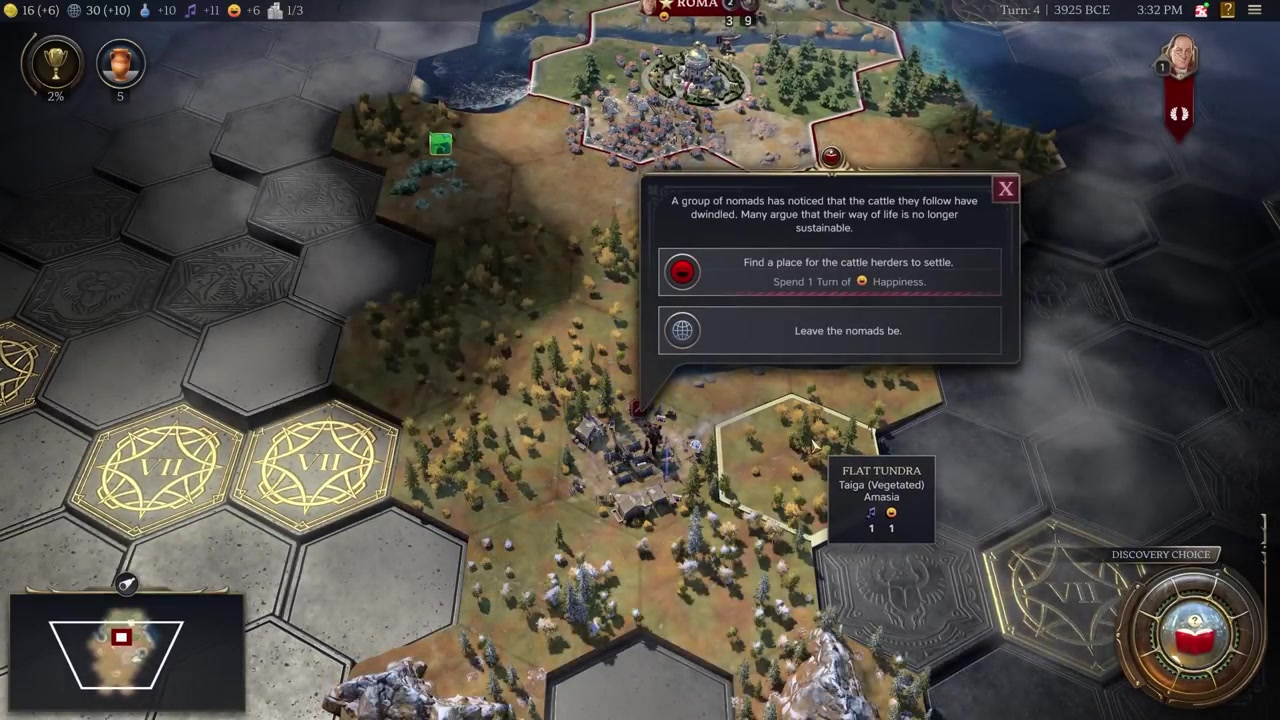 16 (+6) 30 (+10) +10 +11 +6 1/3
ROMA 2
3 9
Turn: 4 | 3925 BCE 3:32 PM ?
2%
5
1
X
A group of nomads has noticed that the cattle they follow have
dwindled. Many argue that their way of life is no longer
sustainable.
Find a place for the cattle herders to settle.
Spend 1 Turn of Happiness.
Leave the nomads be.
VII
VII
FLAT TUNDRA
Taiga (Vegetated)
Amasia
1 1
DISCOVERY CHOICE
VII
?